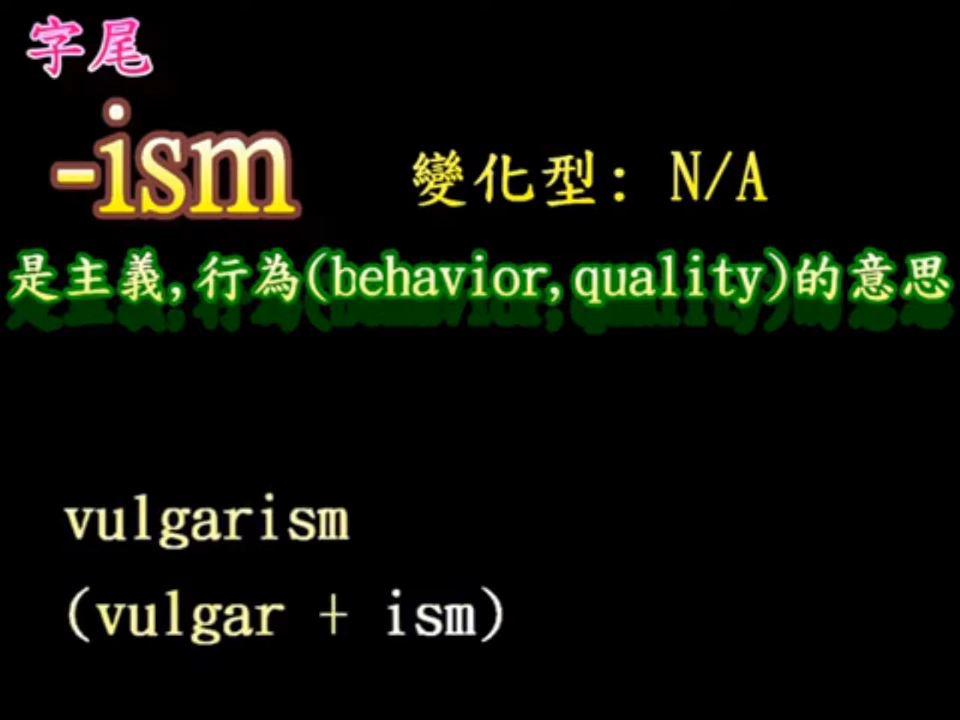 字尾
-ism
變化型: N/A
是主義,行為(behavior,quality)的意思
vulgarism
(vulgar + ism)